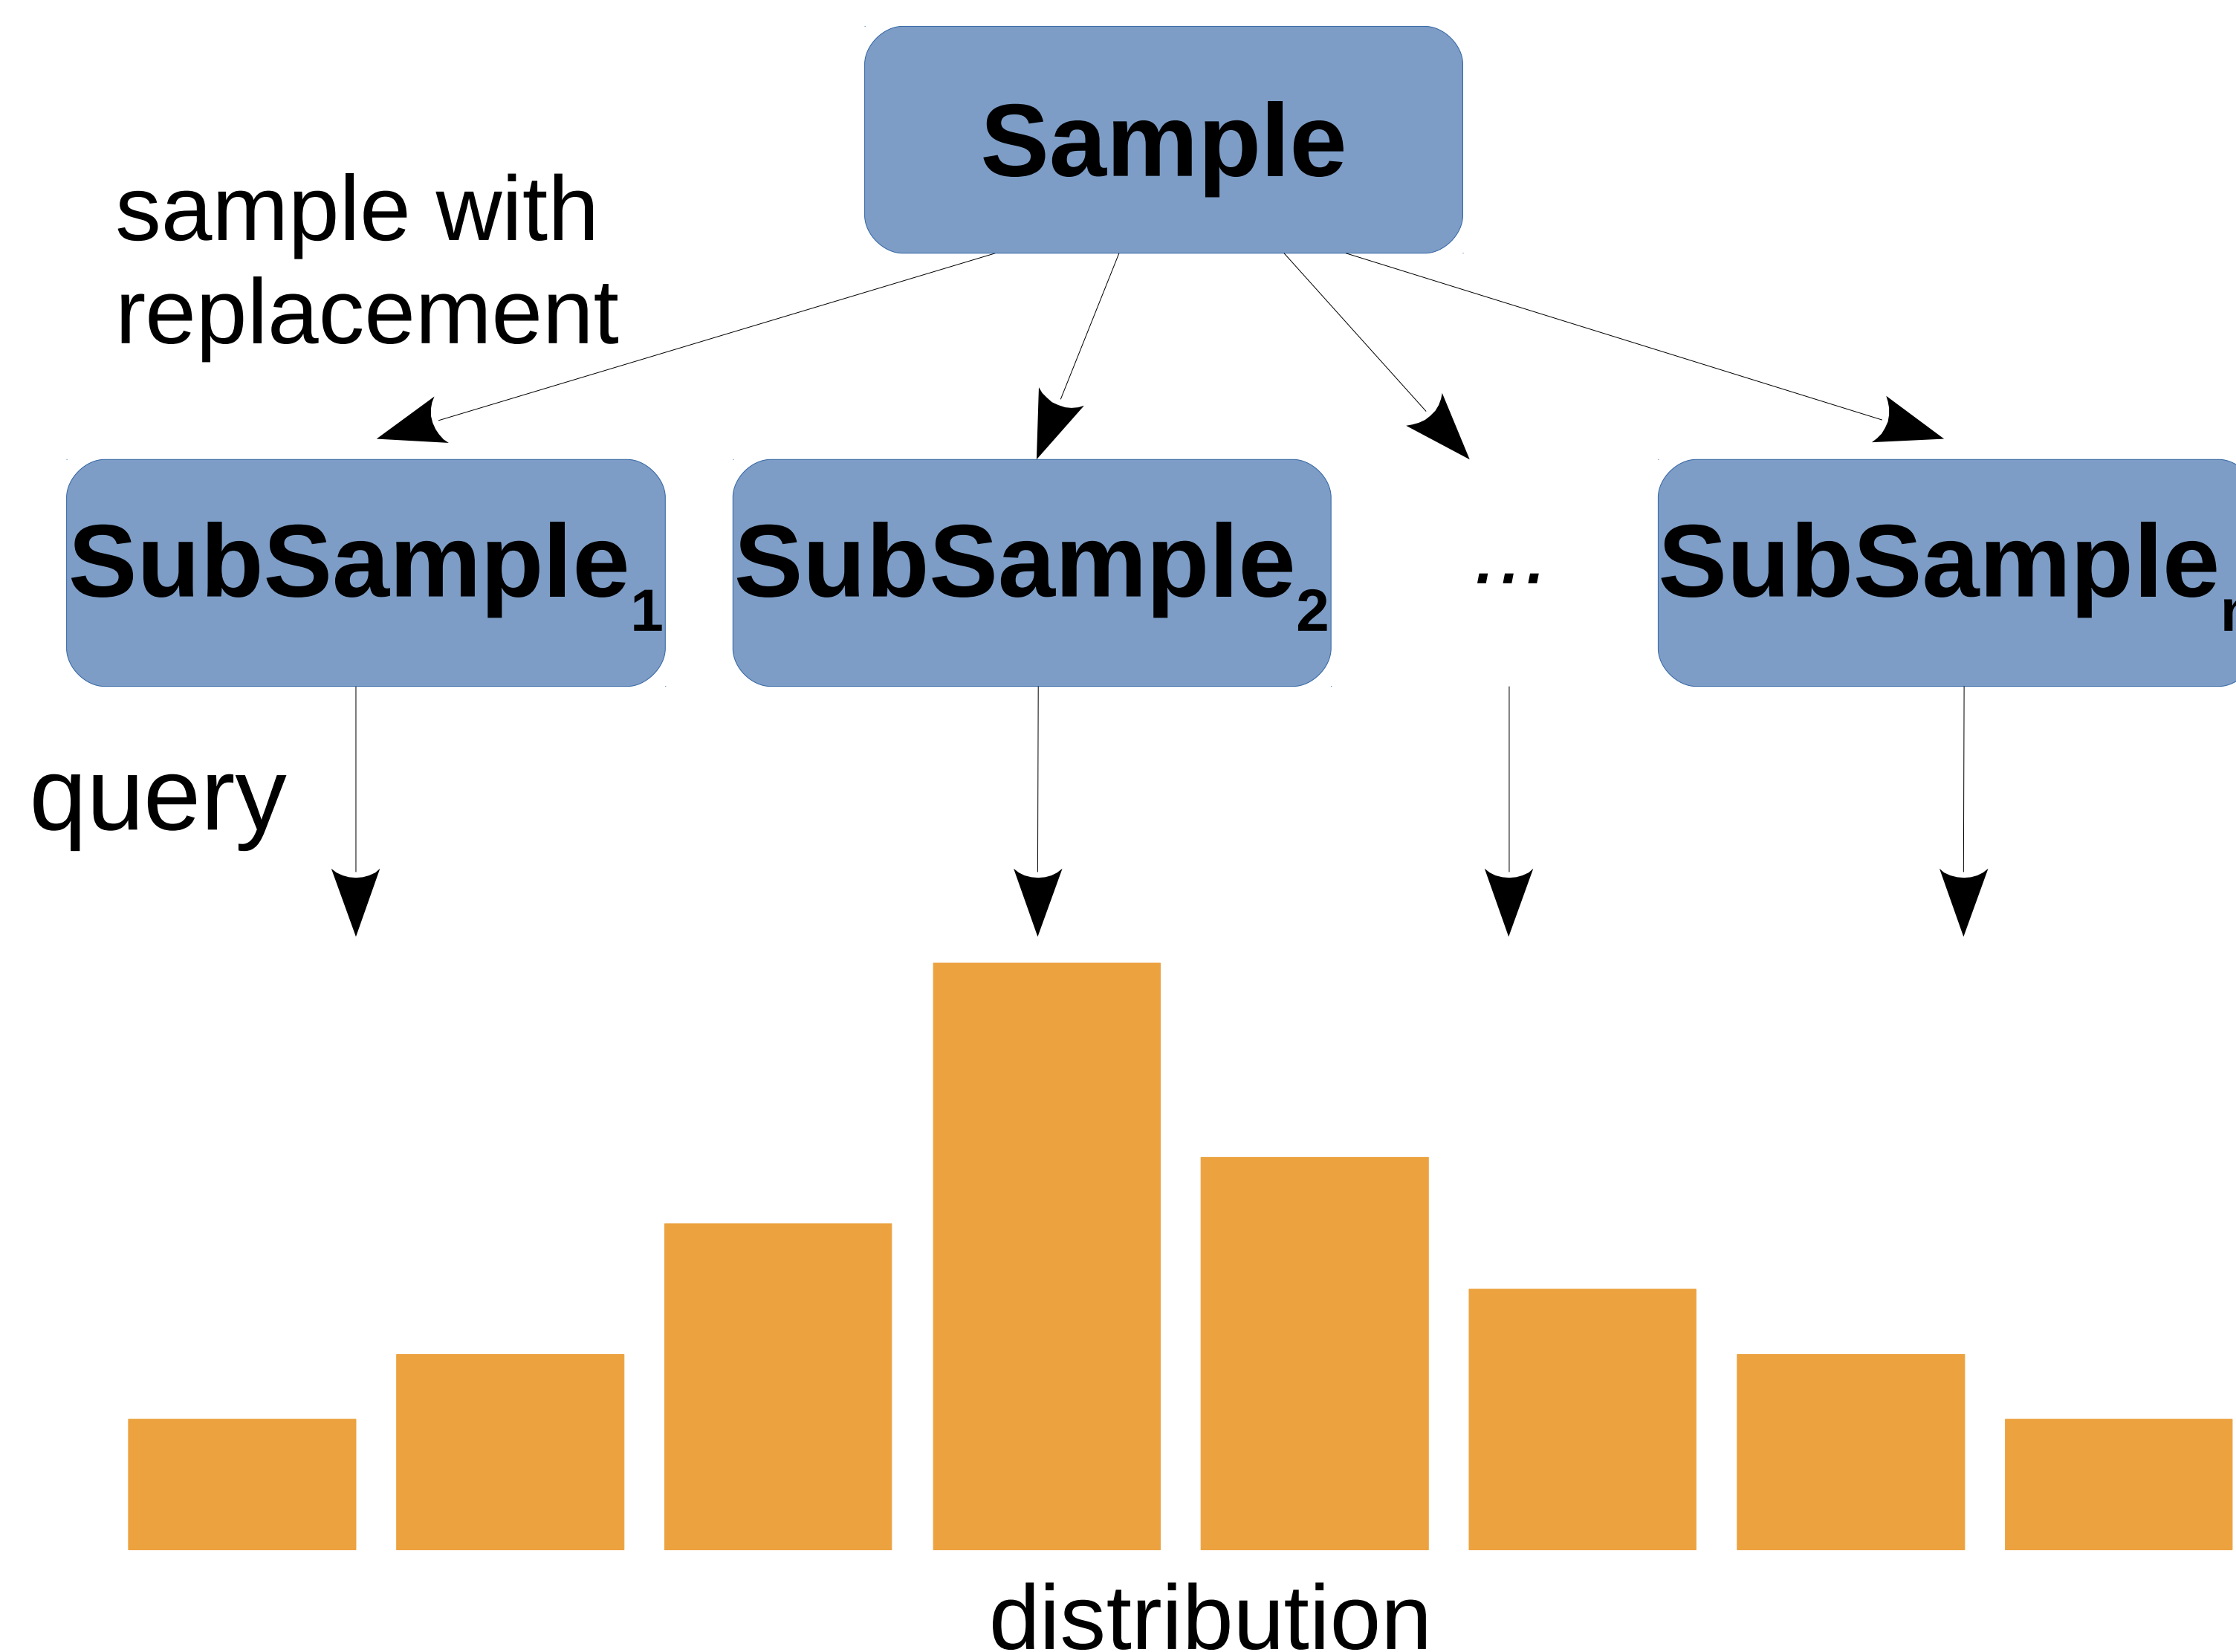 Sample
sample with
replacement
SubSample1
SubSample2
...
SubSample
query
distribution